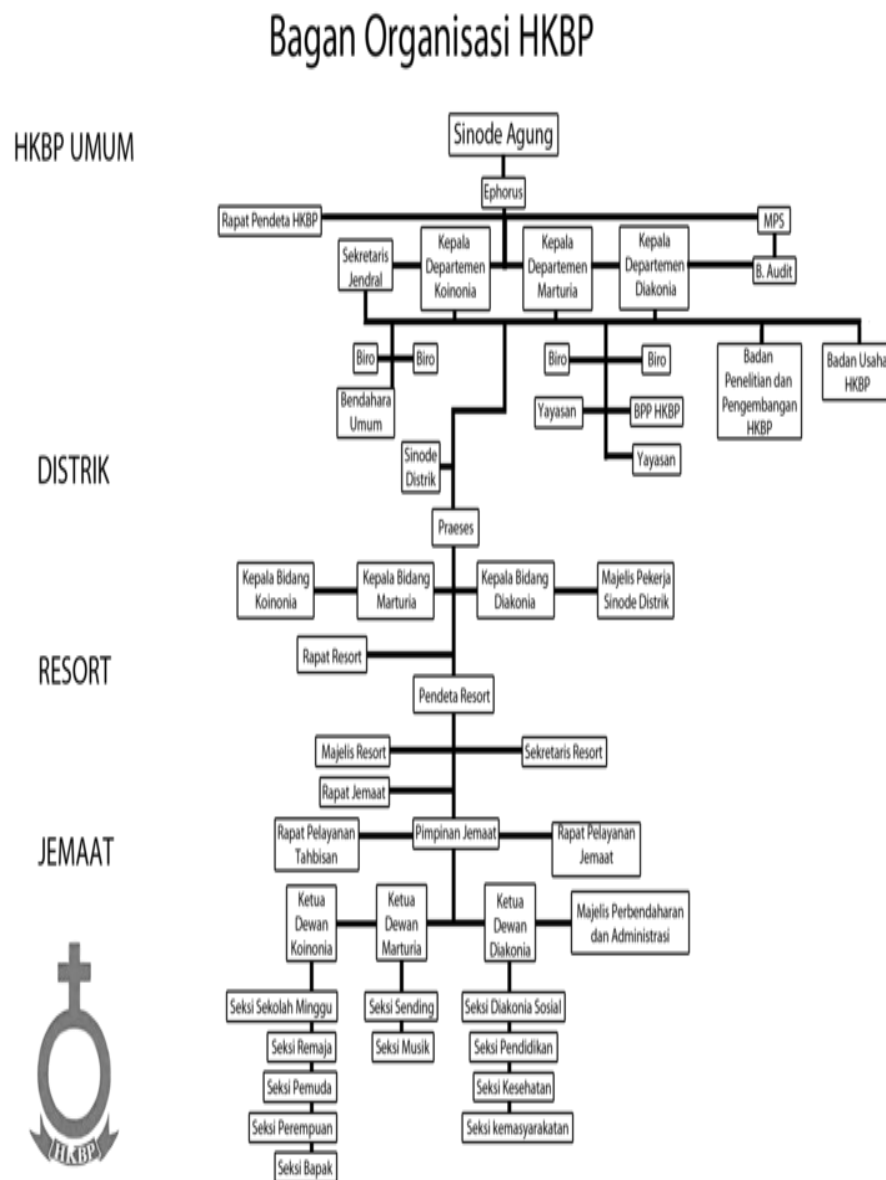 Bagan Organisasi HKBP
HKBP UMUM
Sinode Agung
Ephorus
Rapat Pendeta HKBP
MPS
Sekretaris
Jendral
Kepala
Departemen
Koinonia
Kepala
Departemen
Marturia
Kepala
Departemen
Diakonia
B. Audit
Biro
Biro
Bendahara
Umum
Biro
Biro
Yayasan
BPP HKBP
Yayasan
Badan
Penelitian dan
Pengembangan
HKBP
Badan Usaha
HKBP
DISTRIK
Sinode
Distrik
Praeses
Kepala Bidang
Koinonia
Kepala Bidang
Marturia
Kepala Bidang
Diakonia
Majelis Pekerja
Sinode Distrik
RESORT
Rapat Resort
Pendeta Resort
Majelis Resort
Sekretaris Resort
Rapat Jemaat
JEMAAT
Rapat Pelayanan
Tahbisan
Pimpinan Jemaat
Rapat Pelayanan
Jemaat
Ketua
Dewan
Koinonia
Ketua
Dewan
Marturia
Ketua
Dewan
Diakonia
Majelis Perbendaharan
dan Administrasi
Seksi Sekolah Minggu
Seksi Remaja
Seksi Pemuda
Seksi Perempuan
Seksi Bapak
Seksi Sending
Seksi Musik
Seksi Diakonia Sosial
Seksi Pendidikan
Seksi Kesehatan
Seksi kemasyarakatan
HKBP